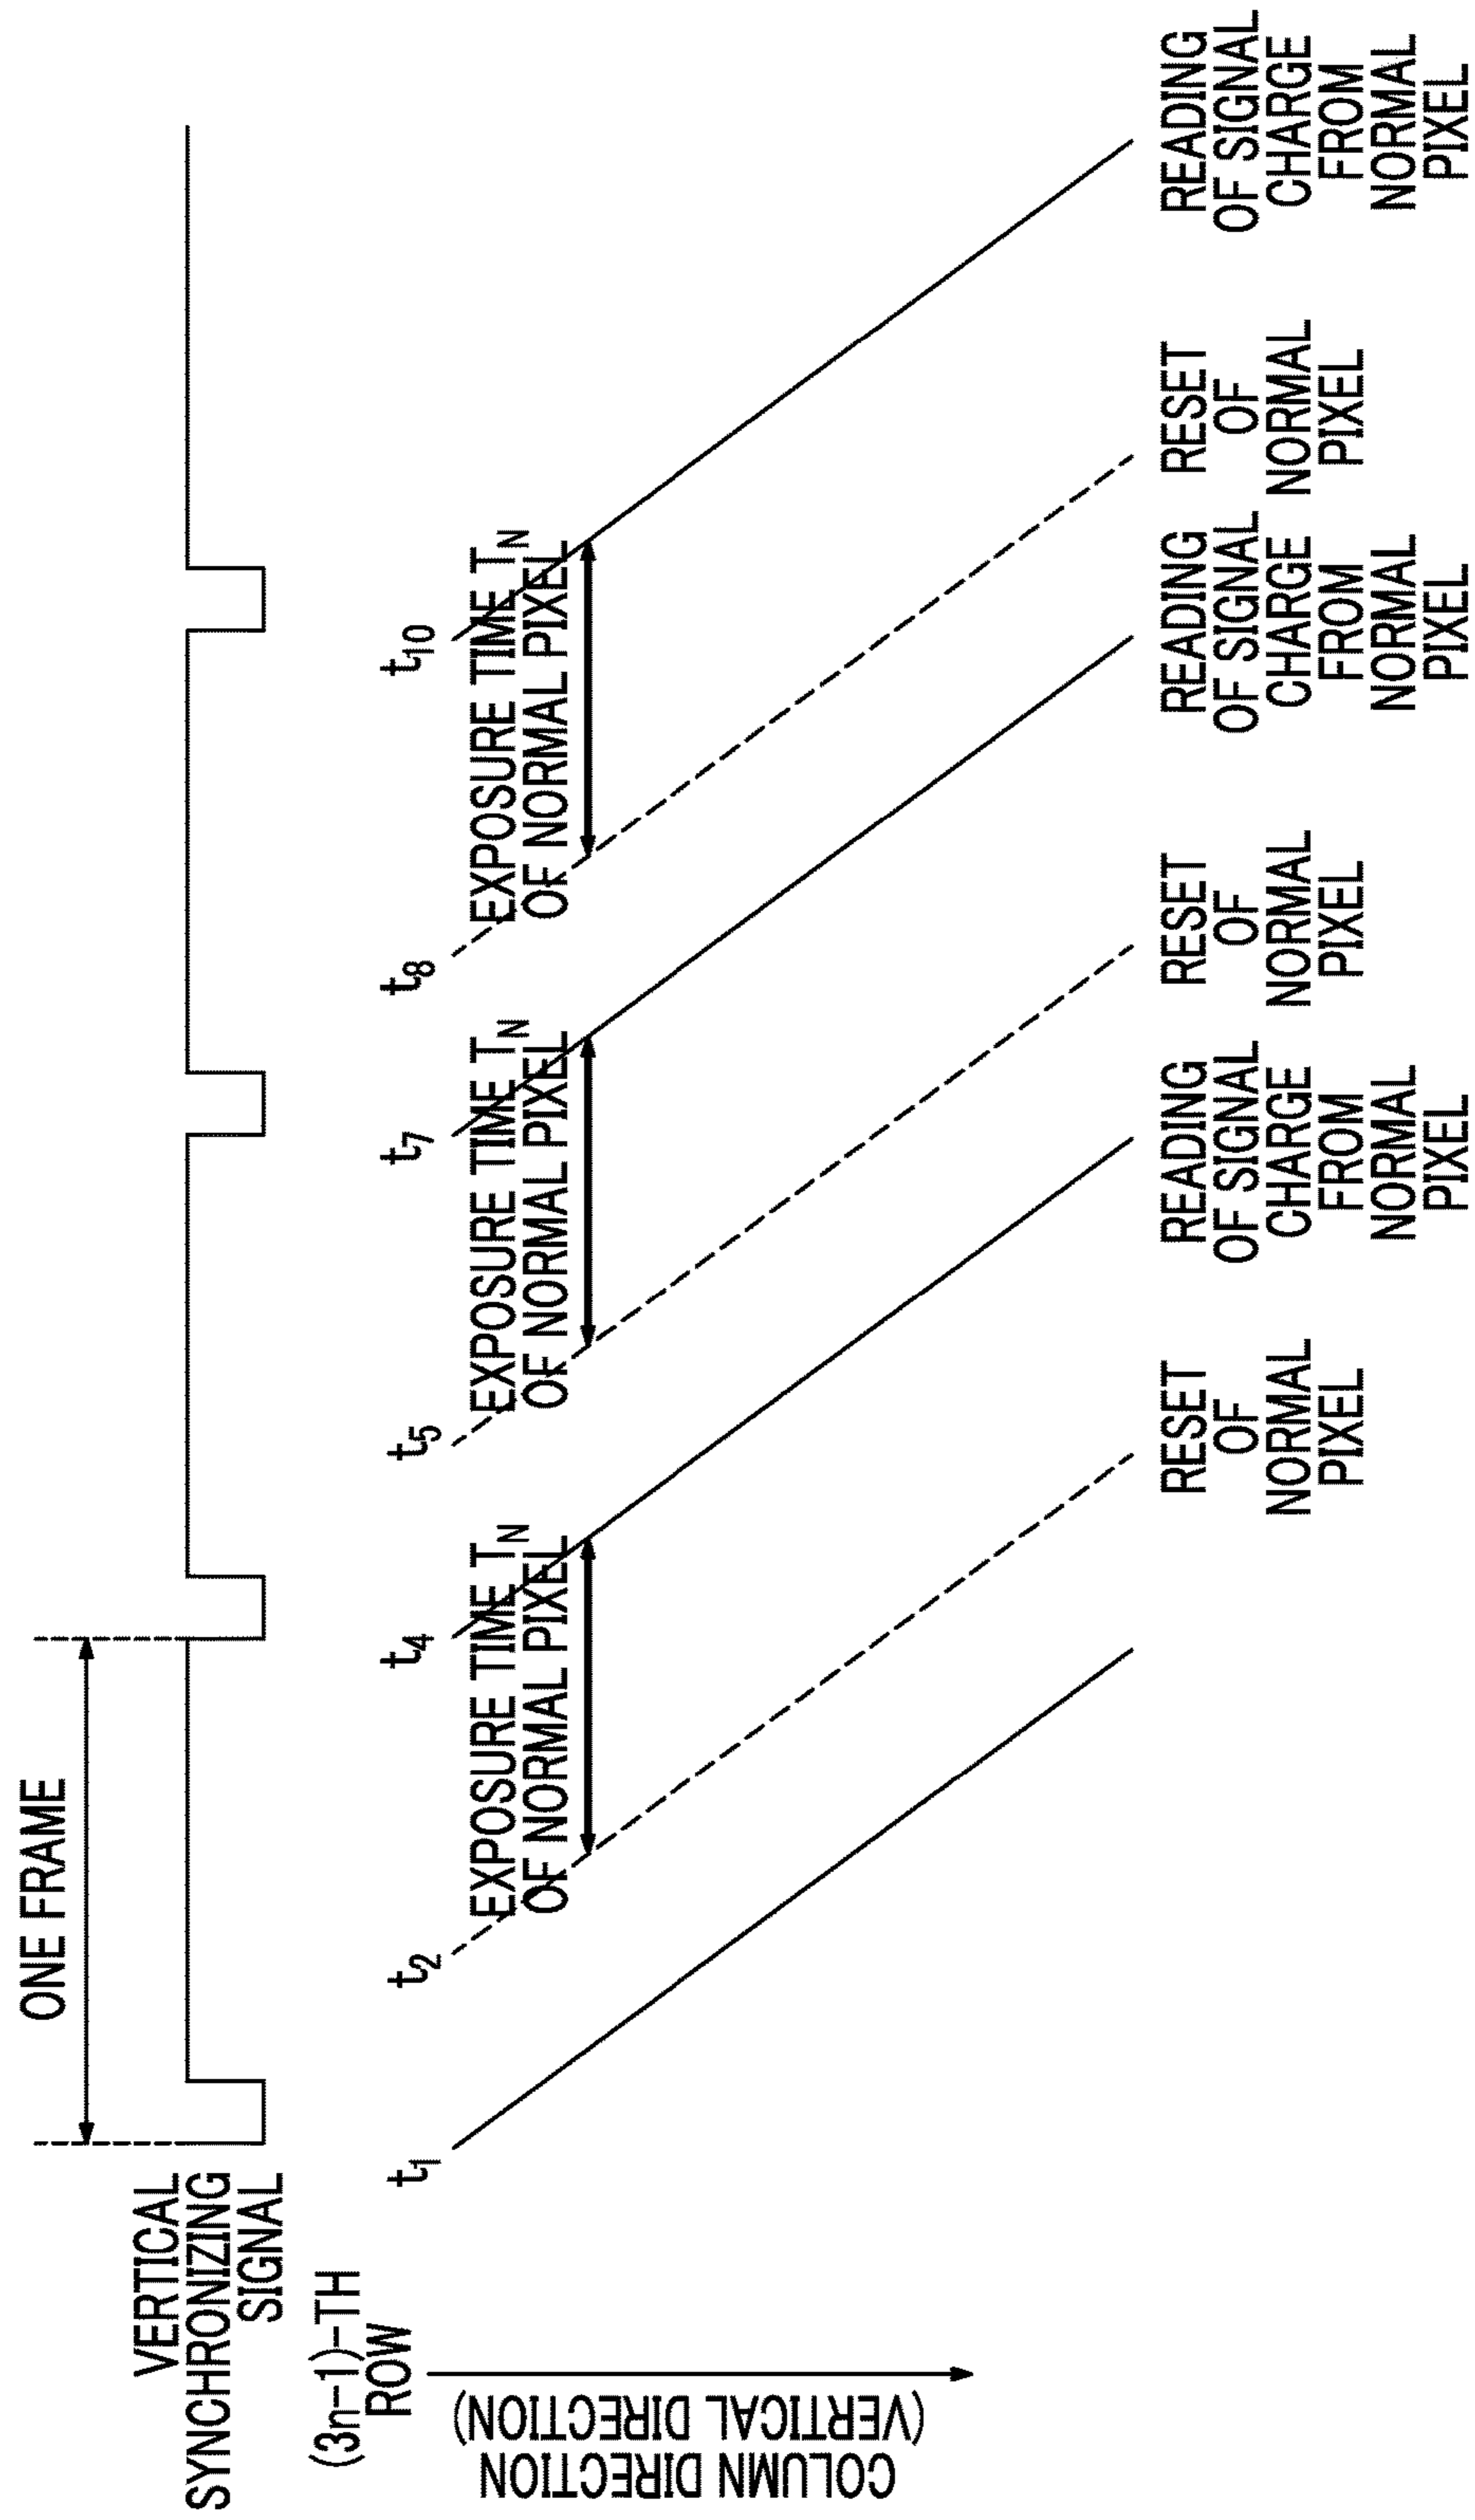 ONE FRAME
VERTICAL
SYNCHRONIZING
SIGNAL
(3n-1)-TH
ROW
COLUMN DIRECTION
(VERTICAL DIRECTION)
t1
t2
t4
t5
t7
t8
t10
EXPOSURE TIME TN
OF NORMAL PIXEL
EXPOSURE TIME TN
OF NORMAL PIXEL
EXPOSURE TIME TN
OF NORMAL PIXEL
RESET
OF
NORMAL
PIXEL
READING
OF SIGNAL
CHARGE
FROM
NORMAL
PIXEL
RESET
OF
NORMAL
PIXEL
READING
OF SIGNAL
CHARGE
FROM
NORMAL
PIXEL
RESET
OF
NORMAL
PIXEL
READING
OF SIGNAL
CHARGE
FROM
NORMAL
PIXEL